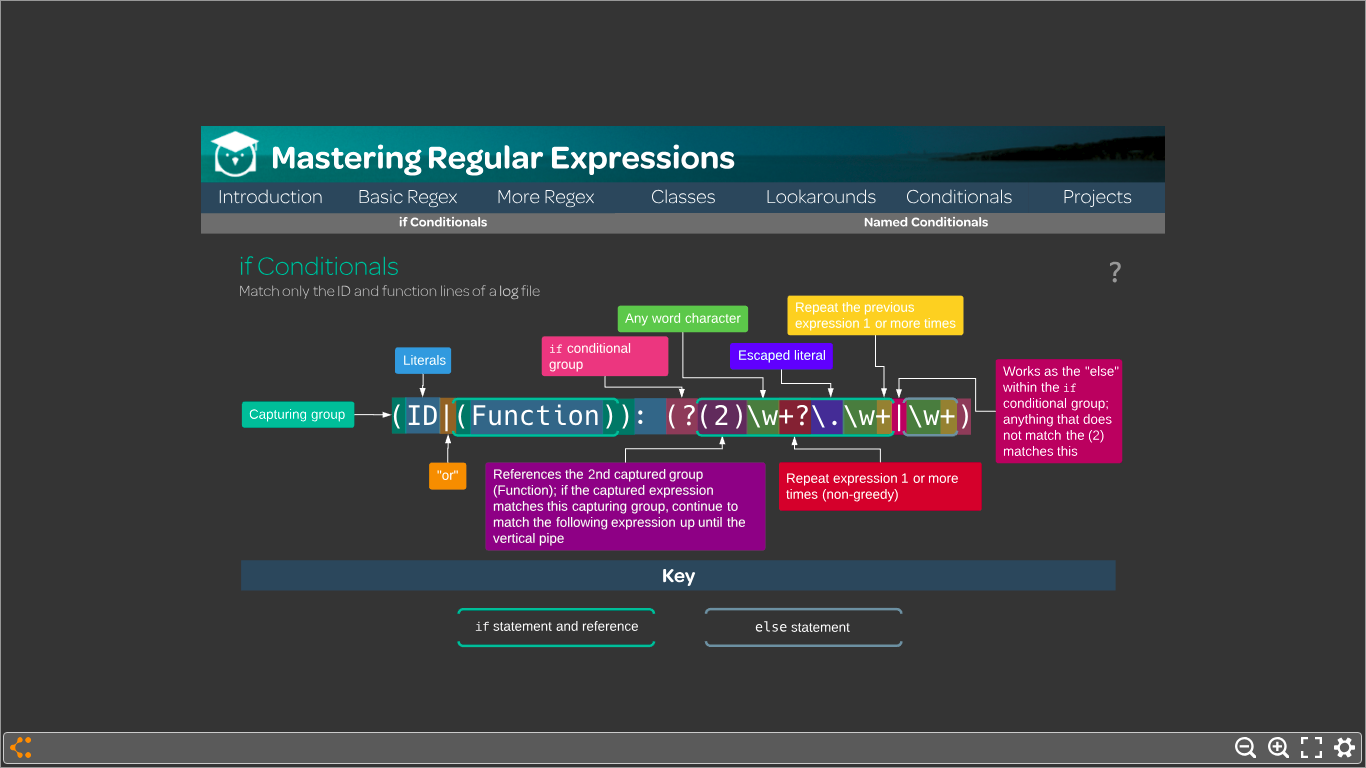 Mastering Regular Expressions
Introduction Basic Regex More Regex Classes Lookarounds Conditionals Projects
if Conditionals Named Conditionals
if Conditionals
?
Match only the ID and function lines of a log file
Repeat the previous
expression 1 or more times
Any word character
if conditional
group
Escaped literal
Literals
Works as the "else"
within the if
conditional group;
anything that does
not match the (2)
matches this
Capturing group
(ID|(Function)): (?(2)\w+?\.\w+|\w+)
"or"
References the 2nd captured group
(Function); if the captured expression
matches this capturing group, continue to
match the following expression up until the
vertical pipe
Repeat expression 1 or more
times (non-greedy)
Key
if statement and reference
else statement